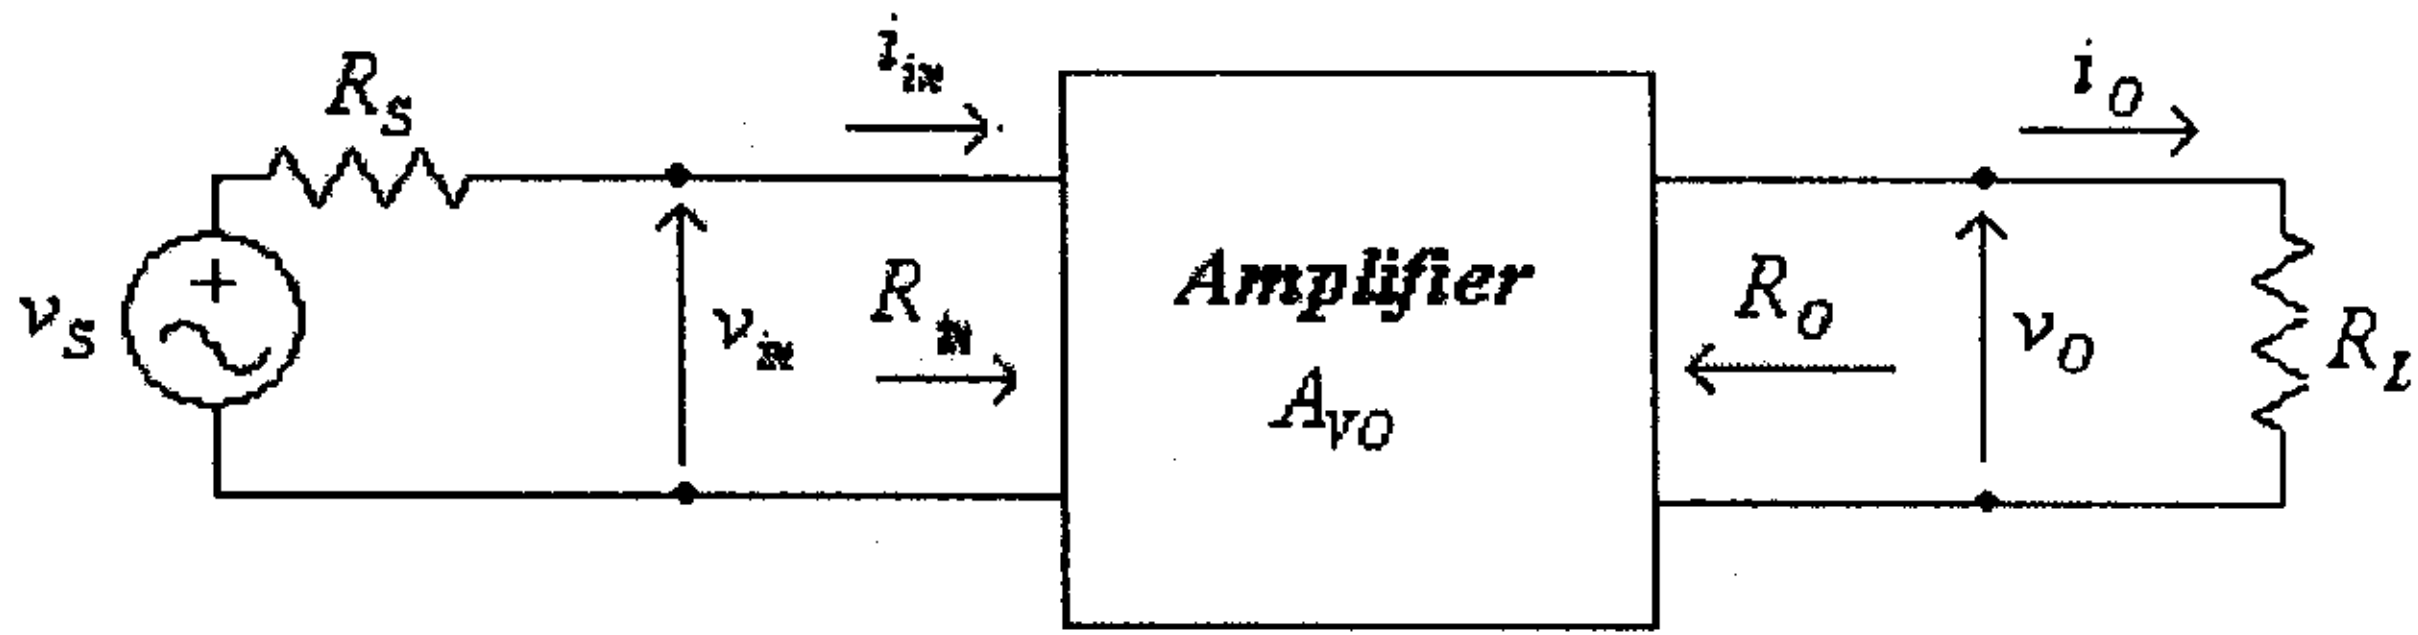 R_S
i_in
i_O
+
v_S
v_in
R_in
Amplifier
A_VO
R_O
v_O
R_L